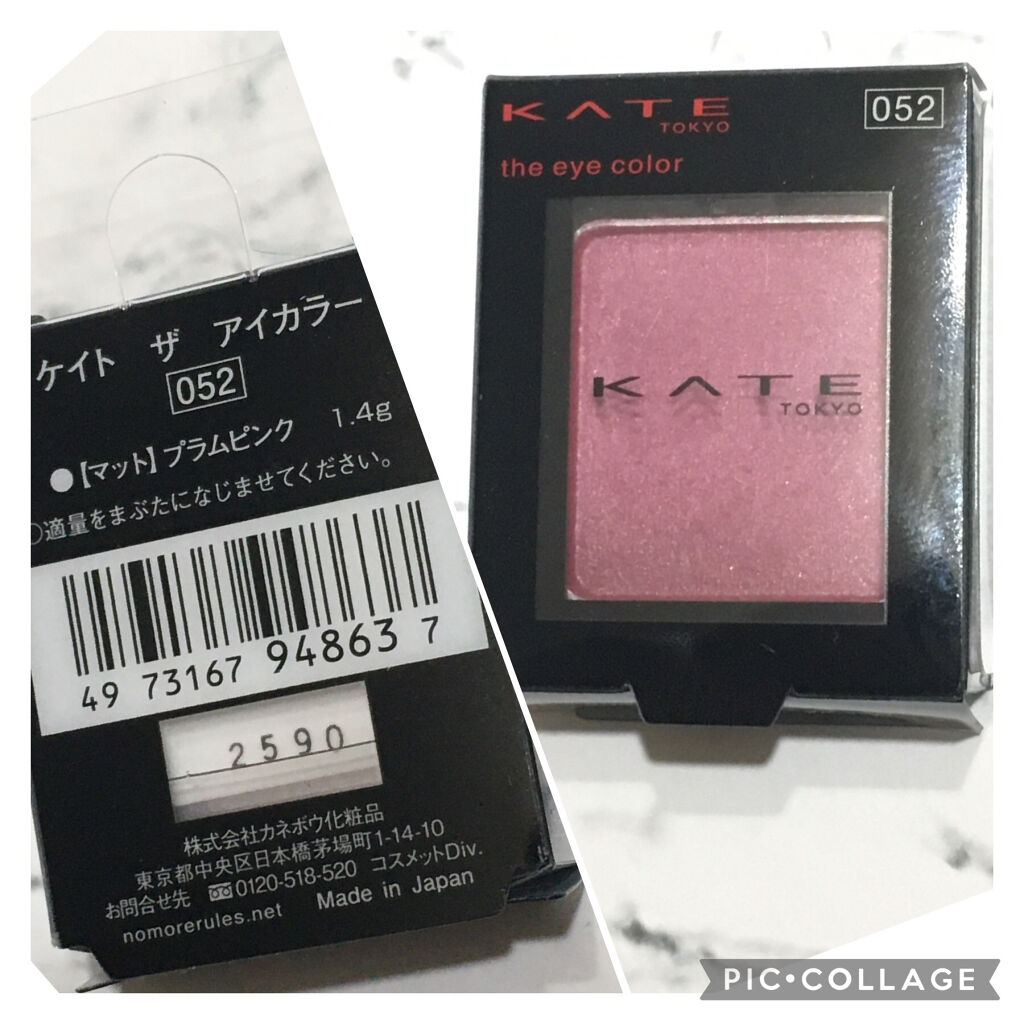 ケイト ザ アイカラー
052
●【マット】プラムピンク 1.4g
○適量をまぶたになじませてください。
49 73167 94863 7
2590
株式会社カネボウ化粧品
東京都中央区日本橋茅場町1-14-10
お問合せ先 0120-518-520 コスメットDiv.
nomorerules.net Made in Japan
KATE
TOKYO
052
the eye color
KATE
TOKYO
PIC•COLLAGE